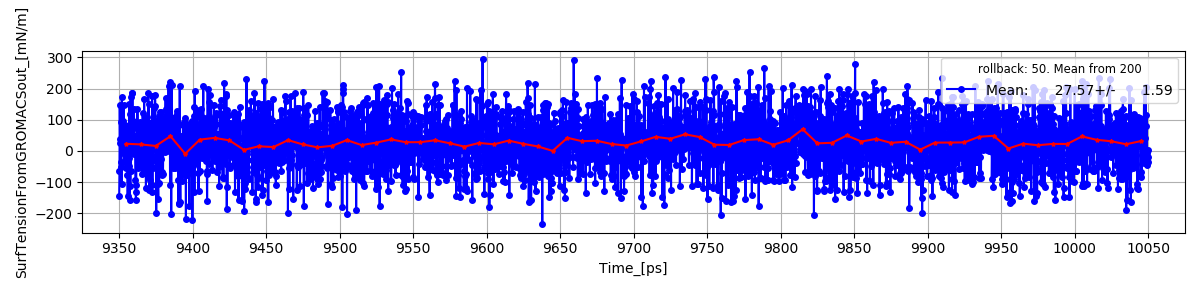 SurfTensionFromGROMACSout_[mN/m]
300
200
100
0
−100
−200
rollback: 50. Mean from 200
Mean: 27.57+/- 1.59
9350 9400 9450 9500 9550 9600 9650 9700 9750 9800 9850 9900 9950 10000 10050
Time_[ps]